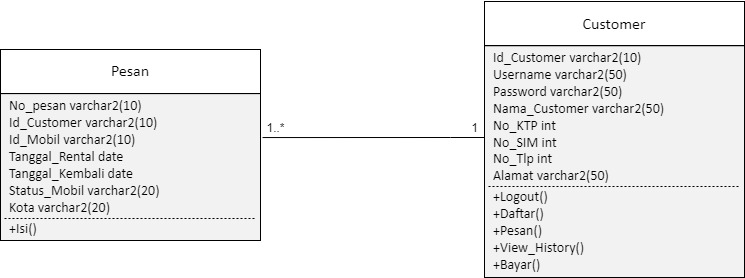 Pesan
No_pesan varchar2(10)
Id_Customer varchar2(10)
Id_Mobil varchar2(10)
Tanggal_Rental date
Tanggal_Kembali date
Status_Mobil varchar2(20)
Kota varchar2(20)
+Isi()
1..*
1
Customer
Id_Customer varchar2(10)
Username varchar2(50)
Password varchar2(50)
Nama_Customer varchar2(50)
No_KTP int
No_SIM int
No_Tlp int
Alamat varchar2(50)
+Logout()
+Daftar()
+Pesan()
+View_History()
+Bayar()